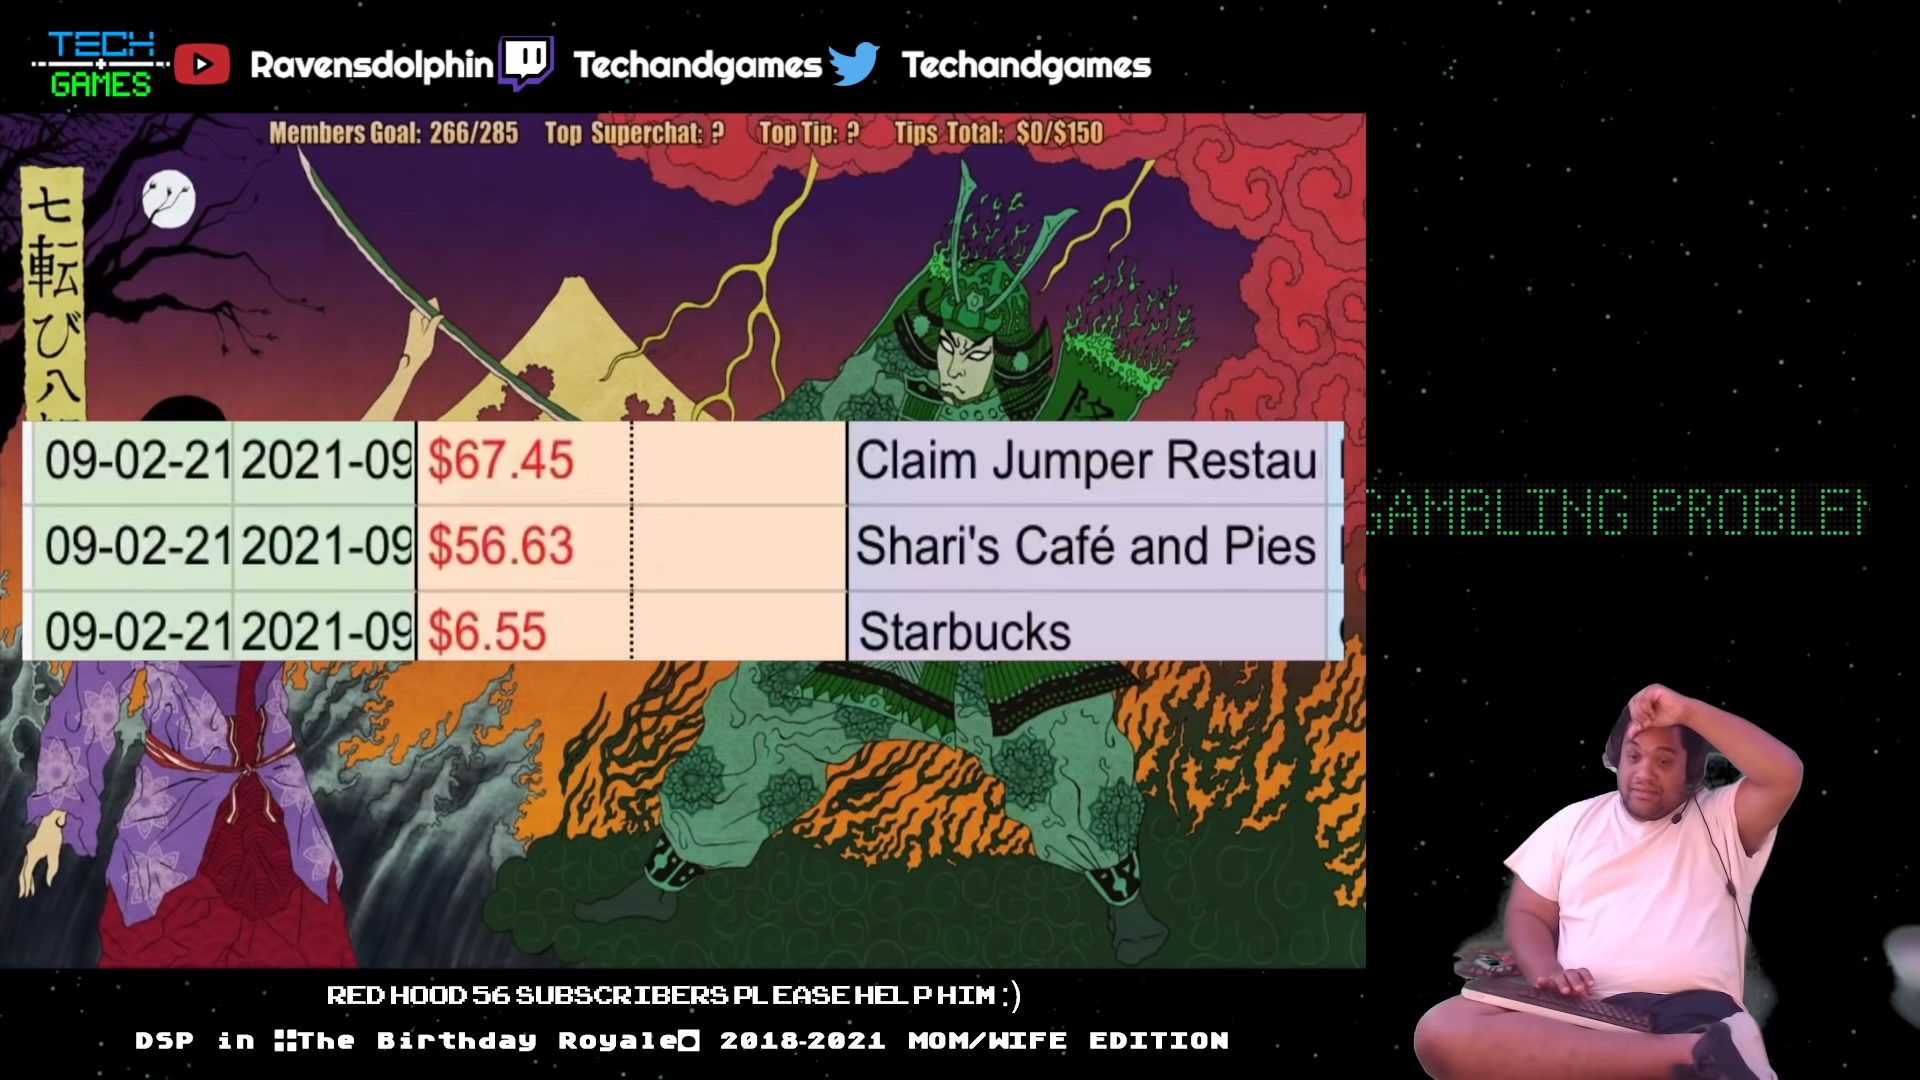 TECH
GAMES
Ravensdolphin
Techandgames
Techandgames
Members Goal: 266/285 Top Superchat: ? Top Tip: ? Tips Total: $0/$150
七転び八
09-02-21 2021-09 $67.45 Claim Jumper Restau
09-02-21 2021-09 $56.63 Shari's Café and Pies
09-02-21 2021-09 $6.55 Starbucks
GAMBLING PROBLEM
RED HOOD 56 SUBSCRIBERS PLEASE HELP HIM :)
DSP in The Birthday Royale 2018-2021 MOM/WIFE EDITION